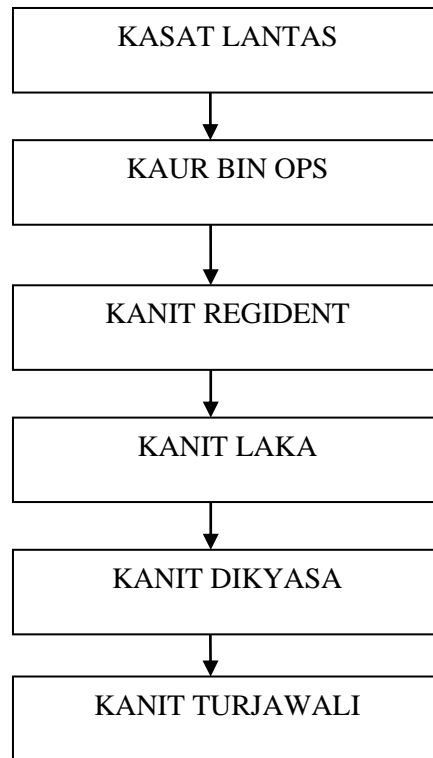 KASAT LANTAS
KAUR BIN OPS
KANIT REGIDENT
KANIT LAKA
KANIT DIKYASA
KANIT TURJAWALI